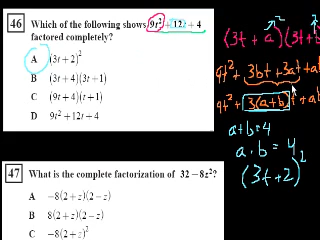 46 Which of the following shows 9t² + 12t + 4
factored completely?
A (3t + 2)²
B (3t + 4)(3t + 1)
C (9t + 4)(t + 1)
D 9t² + 12t + 4
47 What is the complete factorization of 32 − 8z²?
A −8(2 + z)(2 − z)
B 8(2 + z)(2 − z)
C −8(2 + z)²
(3t + a)(3t + b
9t² + 3bt + 3at + a
9t² + 3(a+b)t + ab
a + b = 4
a · b = 4
(3t + 2)²